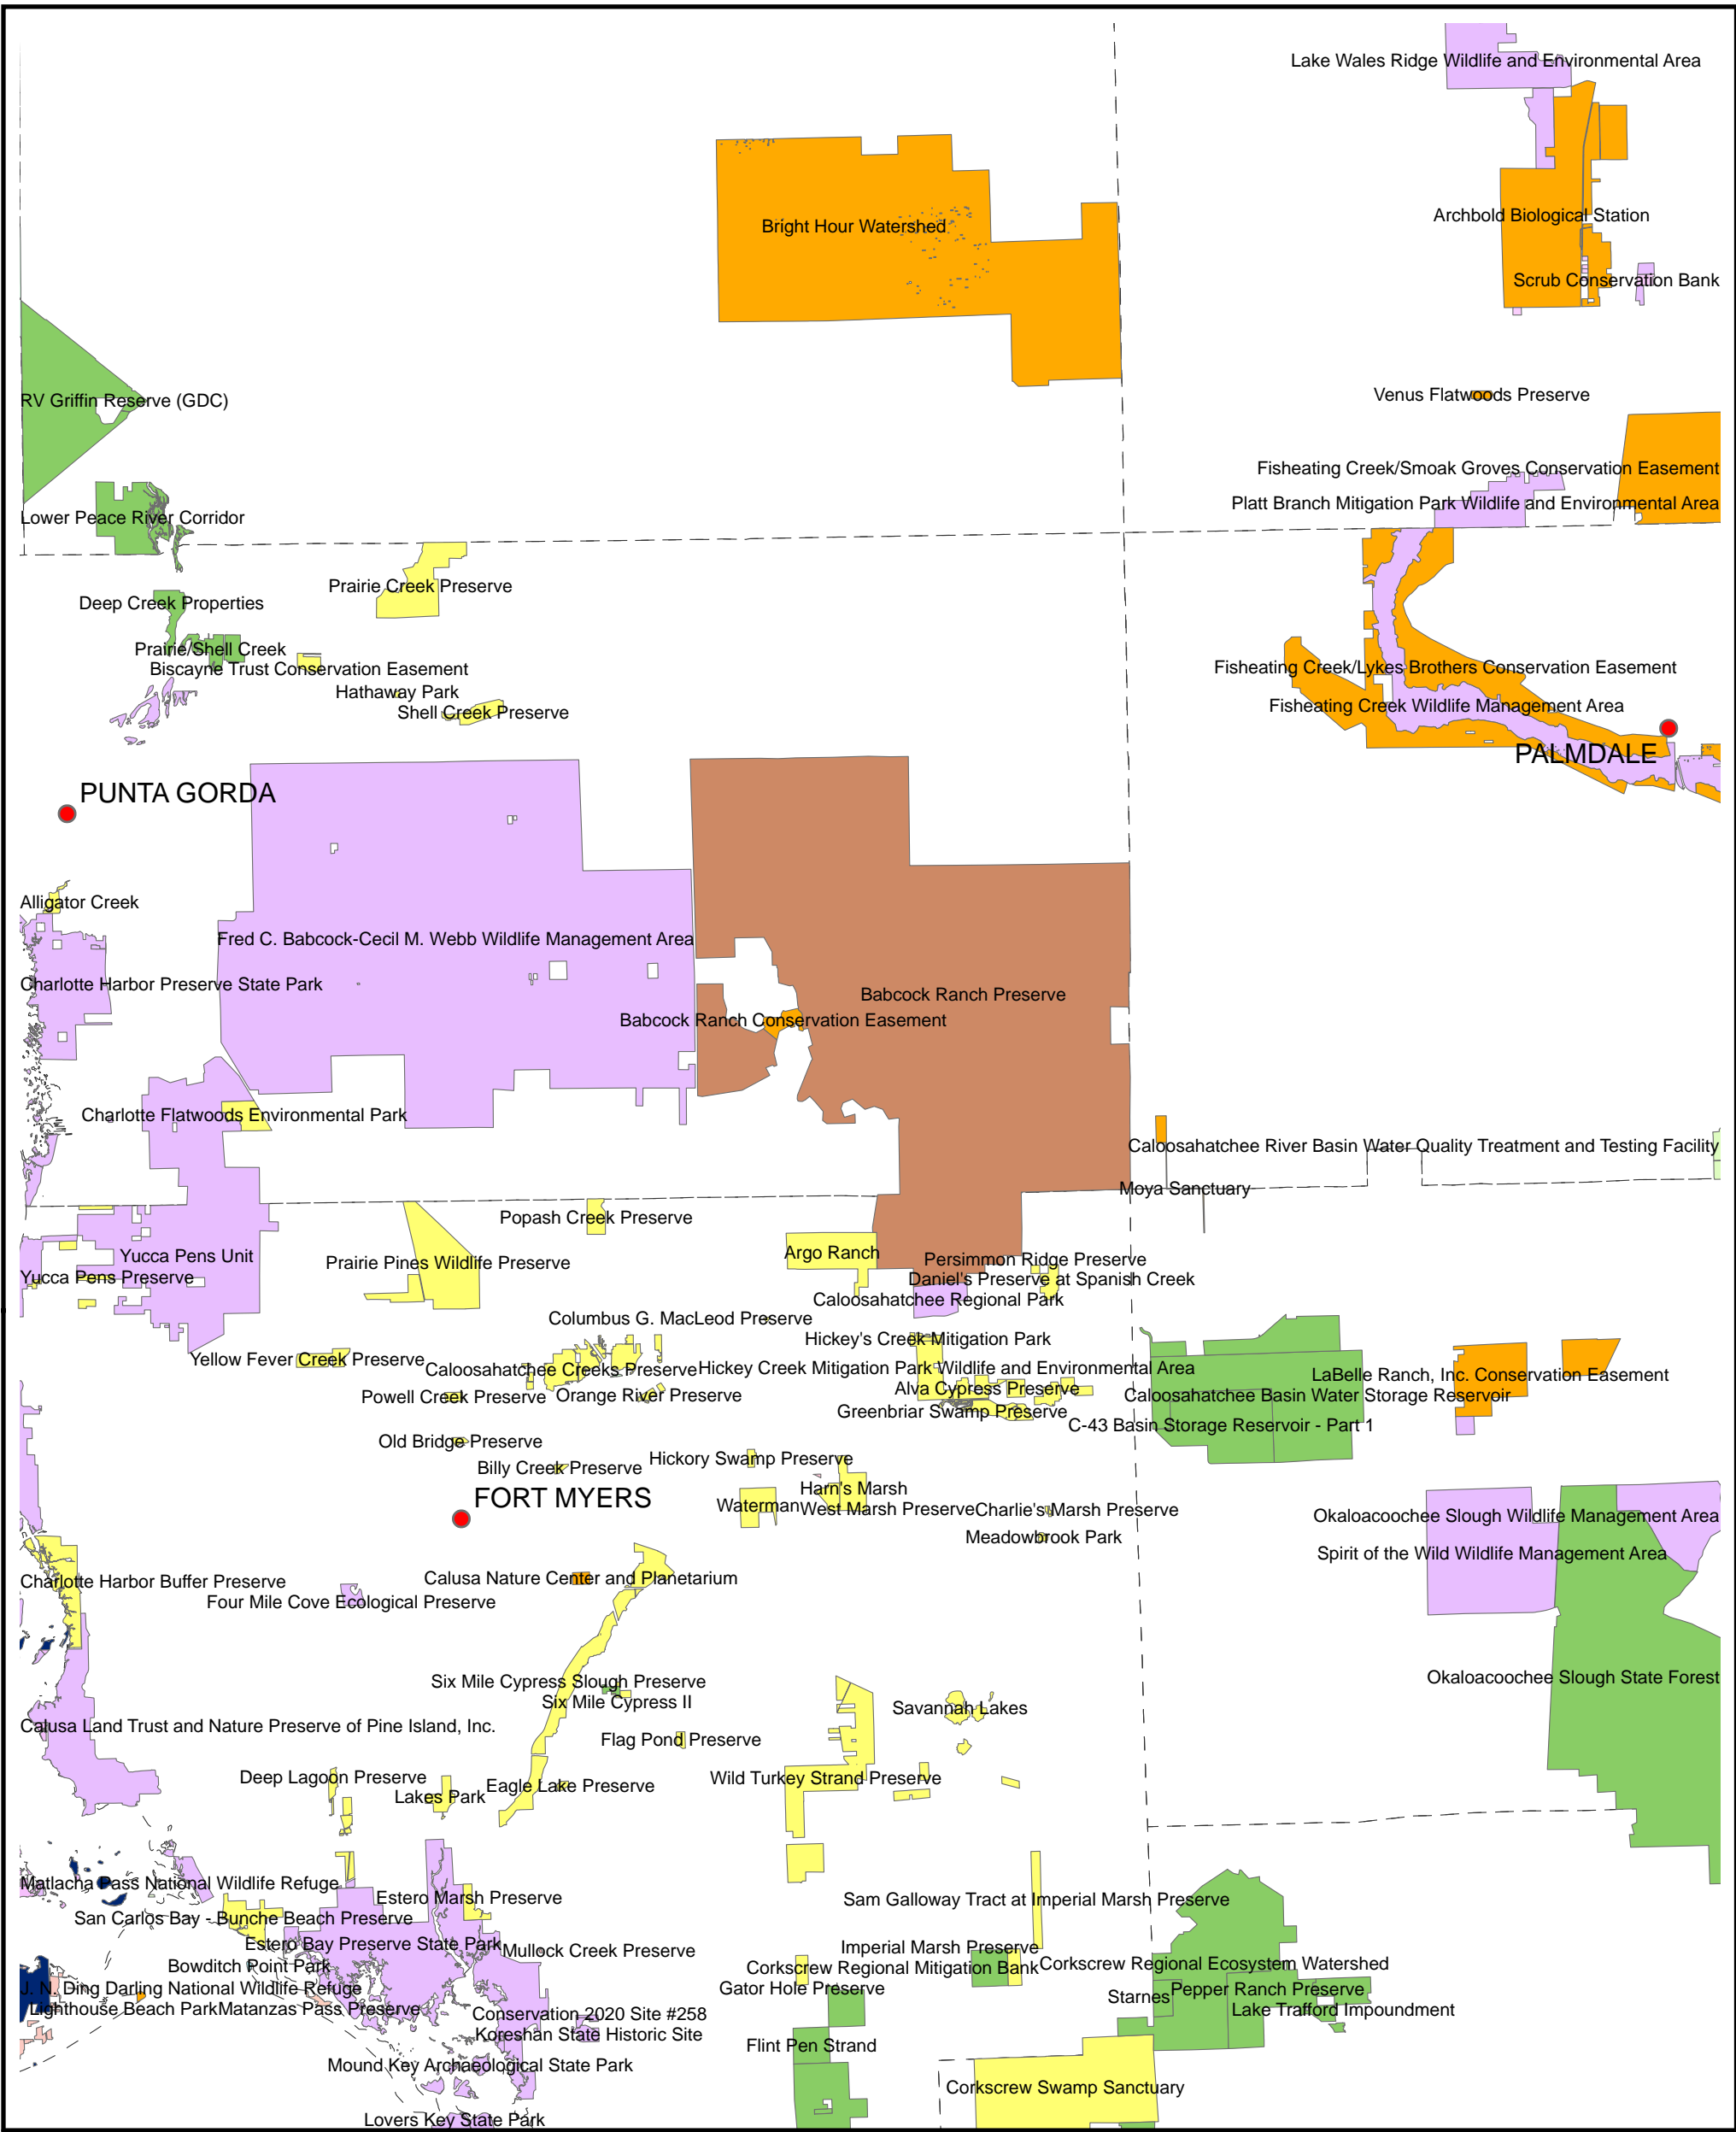 Lake Wales Ridge Wildlife and Environmental Area
Archbold Biological Station
Bright Hour Watershed
Scrub Conservation Bank
Venus Flatwoods Preserve
RV Griffin Reserve (GDC)
Fisheating Creek/Smoak Groves Conservation Easement
Platt Branch Mitigation Park Wildlife and Environmental Area
Lower Peace River Corridor
Prairie Creek Preserve
Deep Creek Properties
Prairie/Shell Creek
Biscayne Trust Conservation Easement
Fisheating Creek/Lykes Brothers Conservation Easement
Hathaway Park
Shell Creek Preserve
Fisheating Creek Wildlife Management Area
PALMDALE
PUNTA GORDA
Alligator Creek
Fred C. Babcock-Cecil M. Webb Wildlife Management Area
Charlotte Harbor Preserve State Park
Babcock Ranch Preserve
Babcock Ranch Conservation Easement
Charlotte Flatwoods Environmental Park
Caloosahatchee River Basin Water Quality Treatment and Testing Facility
Moya Sanctuary
Popash Creek Preserve
Yucca Pens Unit
Prairie Pines Wildlife Preserve
Argo Ranch
Persimmon Ridge Preserve
Yucca Pens Preserve
Daniel's Preserve at Spanish Creek
Caloosahatchee Regional Park
Columbus G. MacLeod Preserve
Hickey's Creek Mitigation Park
Yellow Fever Creek Preserve
Caloosahatchee Creeks Preserve
Hickey Creek Mitigation Park Wildlife and Environmental Area
LaBelle Ranch, Inc. Conservation Easement
Powell Creek Preserve
Orange River Preserve
Alva Cypress Preserve
Caloosahatchee Basin Water Storage Reservoir
Greenbriar Swamp Preserve
C-43 Basin Storage Reservoir - Part 1
Old Bridge Preserve
Hickory Swamp Preserve
Billy Creek Preserve
Harn's Marsh
FORT MYERS
Waterman
West Marsh Preserve
Charlie's Marsh Preserve
Okaloacoochee Slough Wildlife Management Area
Meadowbrook Park
Spirit of the Wild Wildlife Management Area
Charlotte Harbor Buffer Preserve
Calusa Nature Center and Planetarium
Four Mile Cove Ecological Preserve
Okaloacoochee Slough State Forest
Six Mile Cypress Slough Preserve
Six Mile Cypress II
Savannah Lakes
Calusa Land Trust and Nature Preserve of Pine Island, Inc.
Flag Pond Preserve
Deep Lagoon Preserve
Eagle Lake Preserve
Wild Turkey Strand Preserve
Lakes Park
Matlacha Pass National Wildlife Refuge
Estero Marsh Preserve
Sam Galloway Tract at Imperial Marsh Preserve
San Carlos Bay - Bunche Beach Preserve
Estero Bay Preserve State Park
Mullock Creek Preserve
Imperial Marsh Preserve
Bowditch Point Park
Corkscrew Regional Mitigation Bank
Corkscrew Regional Ecosystem Watershed
J. N. Ding Darling National Wildlife Refuge
Gator Hole Preserve
Pepper Ranch Preserve
Starnes
Lighthouse Beach Park
Matanzas Pass Preserve
Conservation 2020 Site #258
Lake Trafford Impoundment
Koreshan State Historic Site
Flint Pen Strand
Mound Key Archaeological State Park
Corkscrew Swamp Sanctuary
Lovers Key State Park